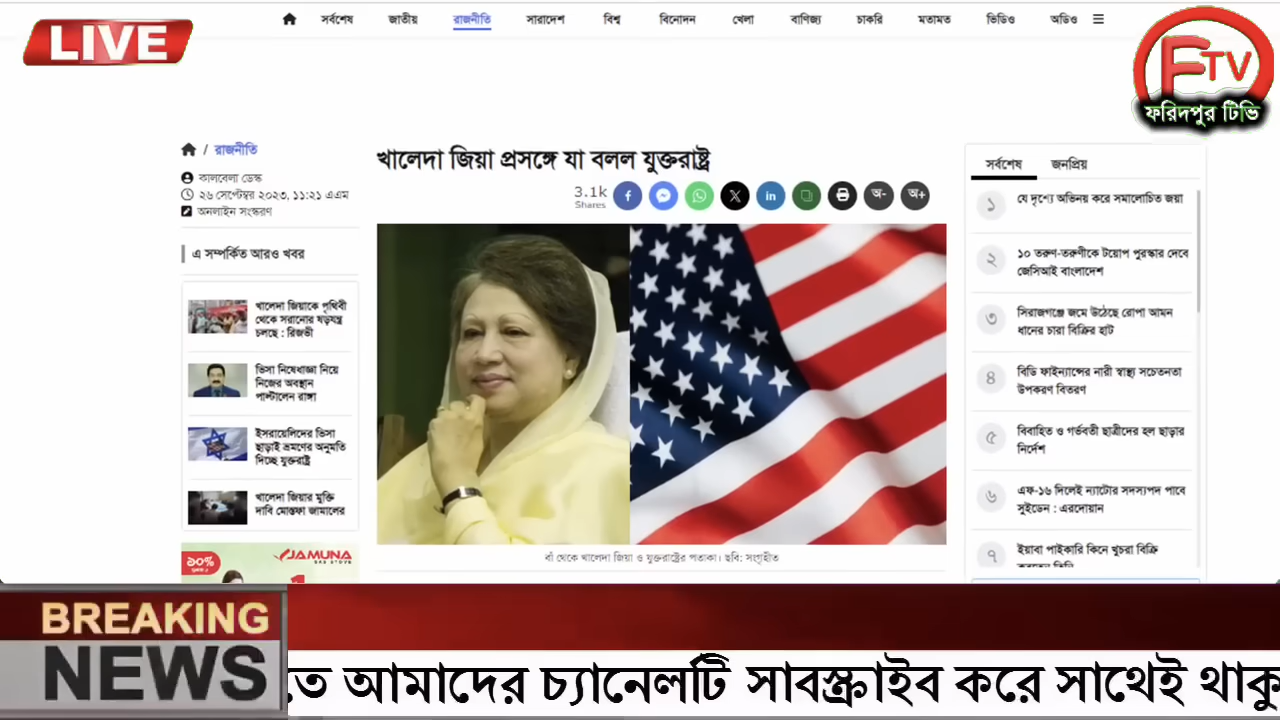 সর্বশেষ জাতীয় রাজনীতি সারাদেশ বিশ্ব বিনোদন খেলা বাণিজ্য চাকরি মতামত ভিডিও অডিও
LIVE
FTV
ফরিদপুর টিভি
/ রাজনীতি
কালবেলা ডেস্ক
২৬ সেপ্টেম্বর ২০২৩, ১১:২১ এএম
অনলাইন সংস্করণ
এ সম্পর্কিত আরও খবর
খালেদা জিয়াকে পৃথিবী
থেকে সরানোর ষড়যন্ত্র
চলছে : রিজভী
ভিসা নিষেধাজ্ঞা নিয়ে
নিজের অবস্থান
পাল্টালেন রাঙ্গা
ইসরায়েলিদের ভিসা
ছাড়াই ভ্রমণের অনুমতি
দিচ্ছে যুক্তরাষ্ট্র
খালেদা জিয়ার মুক্তি
দাবি মোস্তফা জামালের
১০%
JAMUNA
খালেদা জিয়া প্রসঙ্গে যা বলল যুক্তরাষ্ট্র
3.1k
Shares
অ- অ+
বাঁ থেকে খালেদা জিয়া ও যুক্তরাষ্ট্রের পতাকা। ছবি: সংগৃহীত
সর্বশেষ জনপ্রিয়
১ যে দৃশ্যে অভিনয় করে সমালোচিত জয়া
২ ১০ তরুণ-তরুণীকে টয়োপ পুরস্কার দেবে
জেসিআই বাংলাদেশ
৩ সিরাজগঞ্জে জমে উঠেছে রোপা আমন
ধানের চারা বিক্রির হাট
৪ বিডি ফাইন্যান্সের নারী স্বাস্থ্য সচেতনতা
উপকরণ বিতরণ
৫ বিবাহিত ও গর্ভবতী ছাত্রীদের হল ছাড়ার
নির্দেশ
৬ এফ-১৬ দিলেই ন্যাটোর সদস্যপদ পাবে
সুইডেন : এরদোয়ান
৭ ইয়াবা পাইকারি কিনে খুচরা বিক্রি
BREAKING
NEWS
তে আমাদের চ্যানেলটি সাবস্ক্রাইব করে সাথেই থাকু